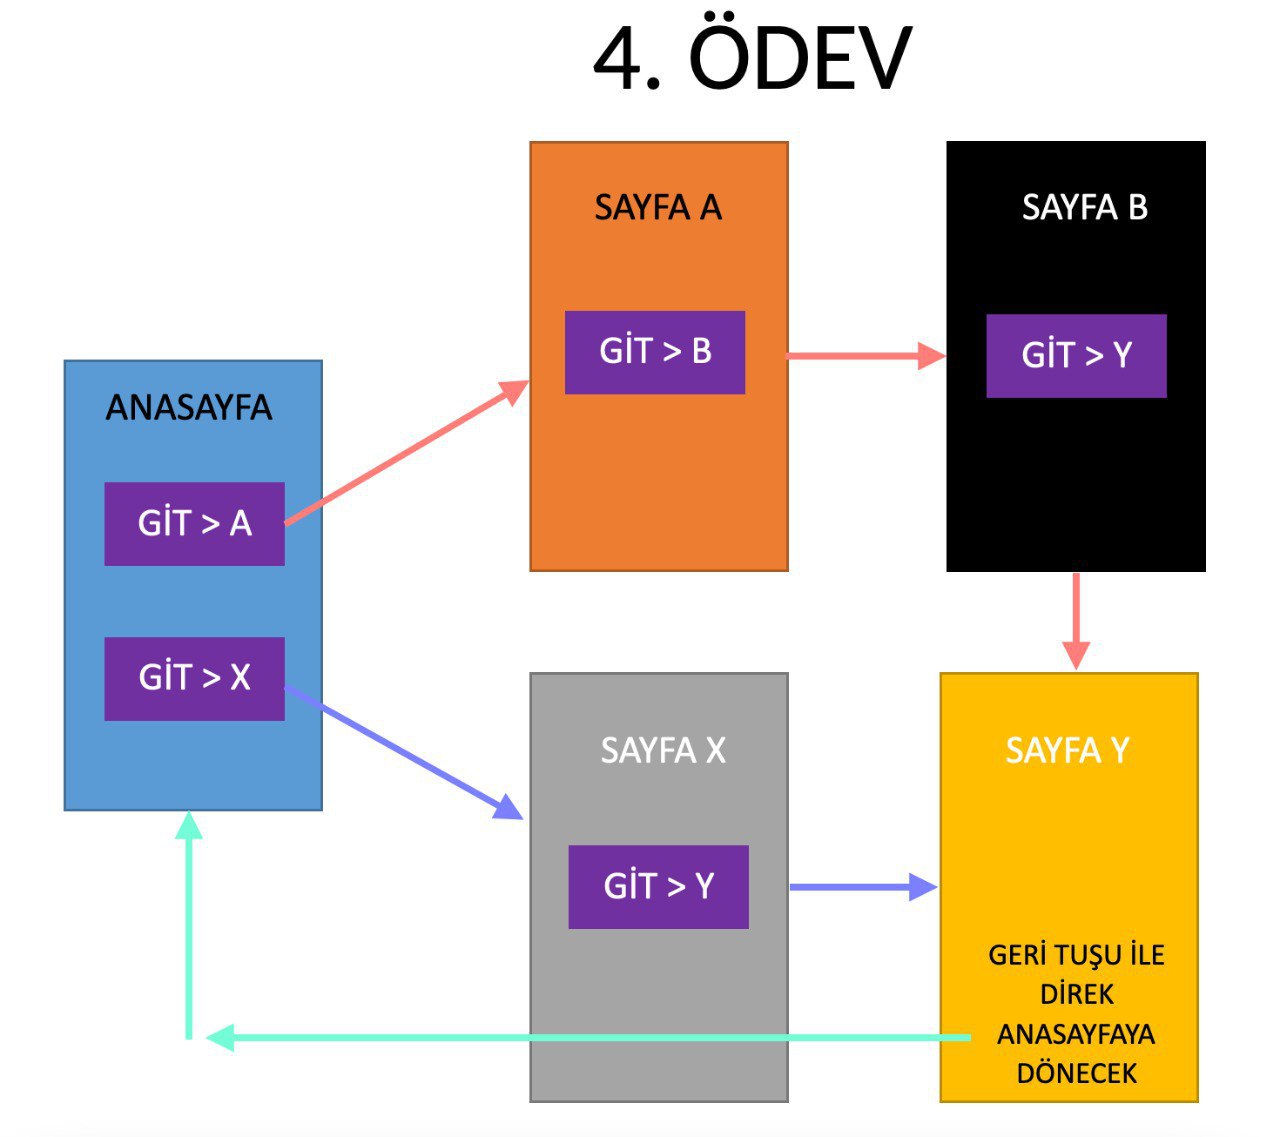 4. ÖDEV
ANASAYFA
GİT > A
GİT > X
SAYFA A
GİT > B
SAYFA B
GİT > Y
SAYFA X
GİT > Y
SAYFA Y
GERİ TUŞU İLE
DİREK
ANASAYFAYA
DÖNECEK